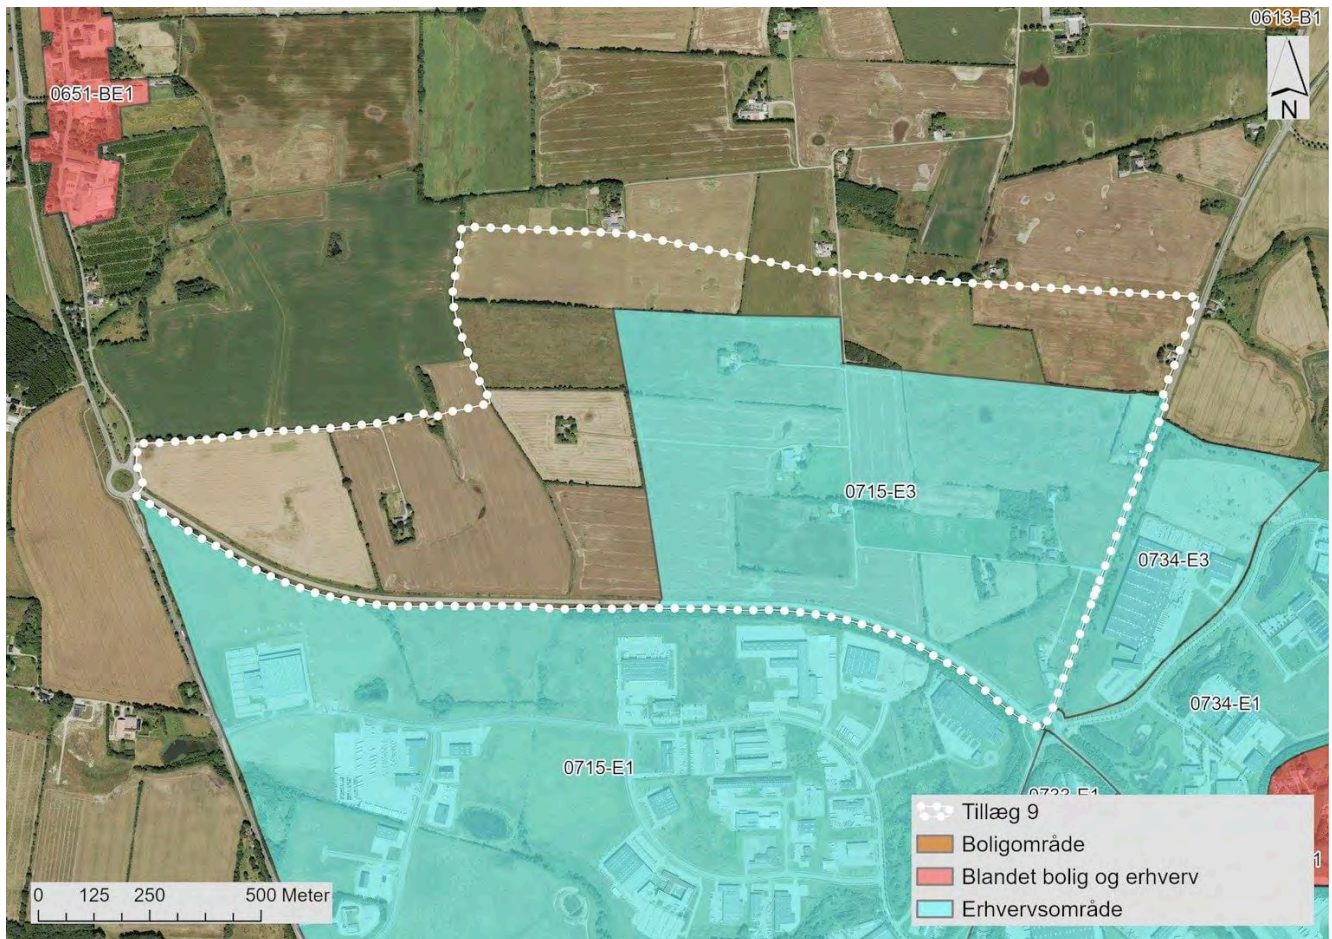 0613-B1
0651-BE1
N
0715-E3
0734-E3
0734-E1
0715-E1
Tillæg 9
Boligområde
Blandet bolig og erhverv
Erhvervsområde
1
0 125 250 500 Meter